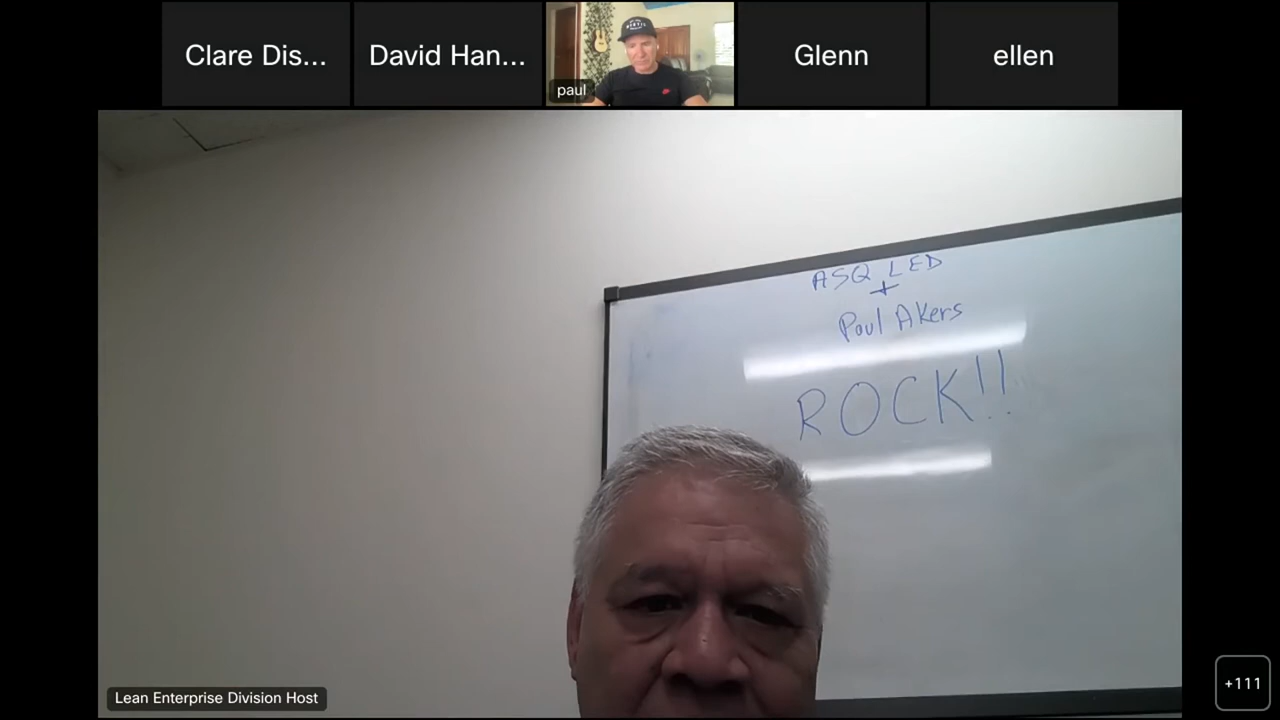 Clare Dis...
David Han...
paul
Glenn
ellen
ASQ LED
+
Paul Akers
ROCK!!
Lean Enterprise Division Host
+111